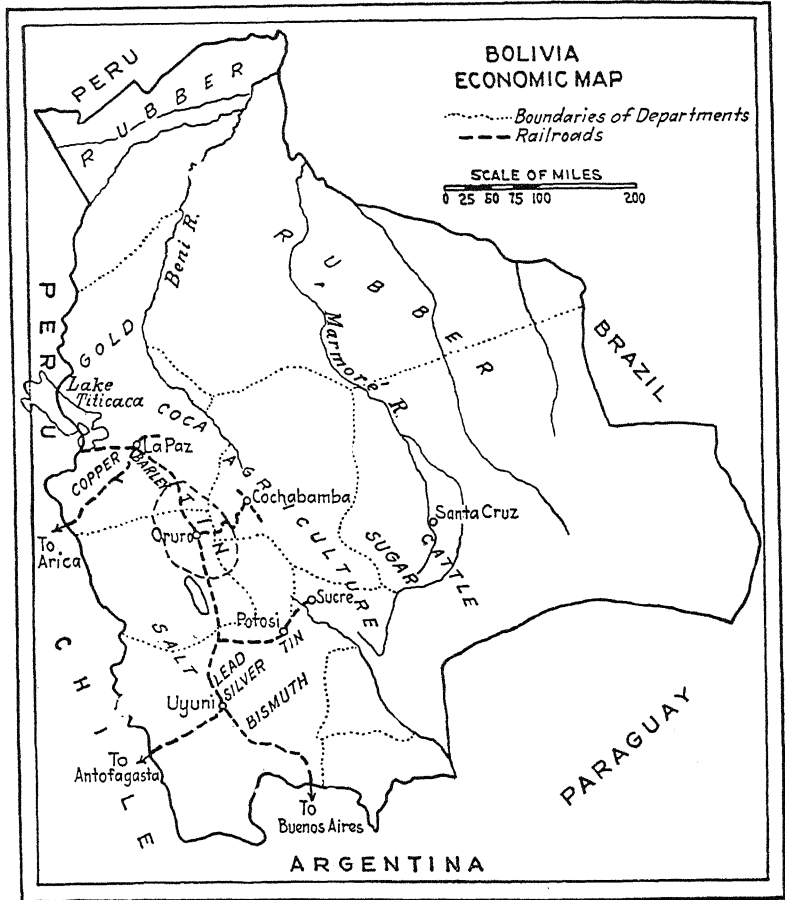 BOLIVIA
ECONOMIC MAP
Boundaries of Departments
Railroads
SCALE OF MILES
0 25 50 75 100 200
PERU
RUBBER
Beni R.
RUBBER
Marmoré R
BRAZIL
PERU
GOLD
Lake
Titicaca
COCA
La Paz
COPPER
BARLEY
TIN
AGRICULTURE
Cochabamba
Santa Cruz
Oruro
To
Arica
SUGAR
CATTLE
Sucre
Potosi
TIN
SALT
LEAD
SILVER
BISMUTH
Uyuni
CHILE
To
Antofagasta
To
Buenos Aires
PARAGUAY
ARGENTINA